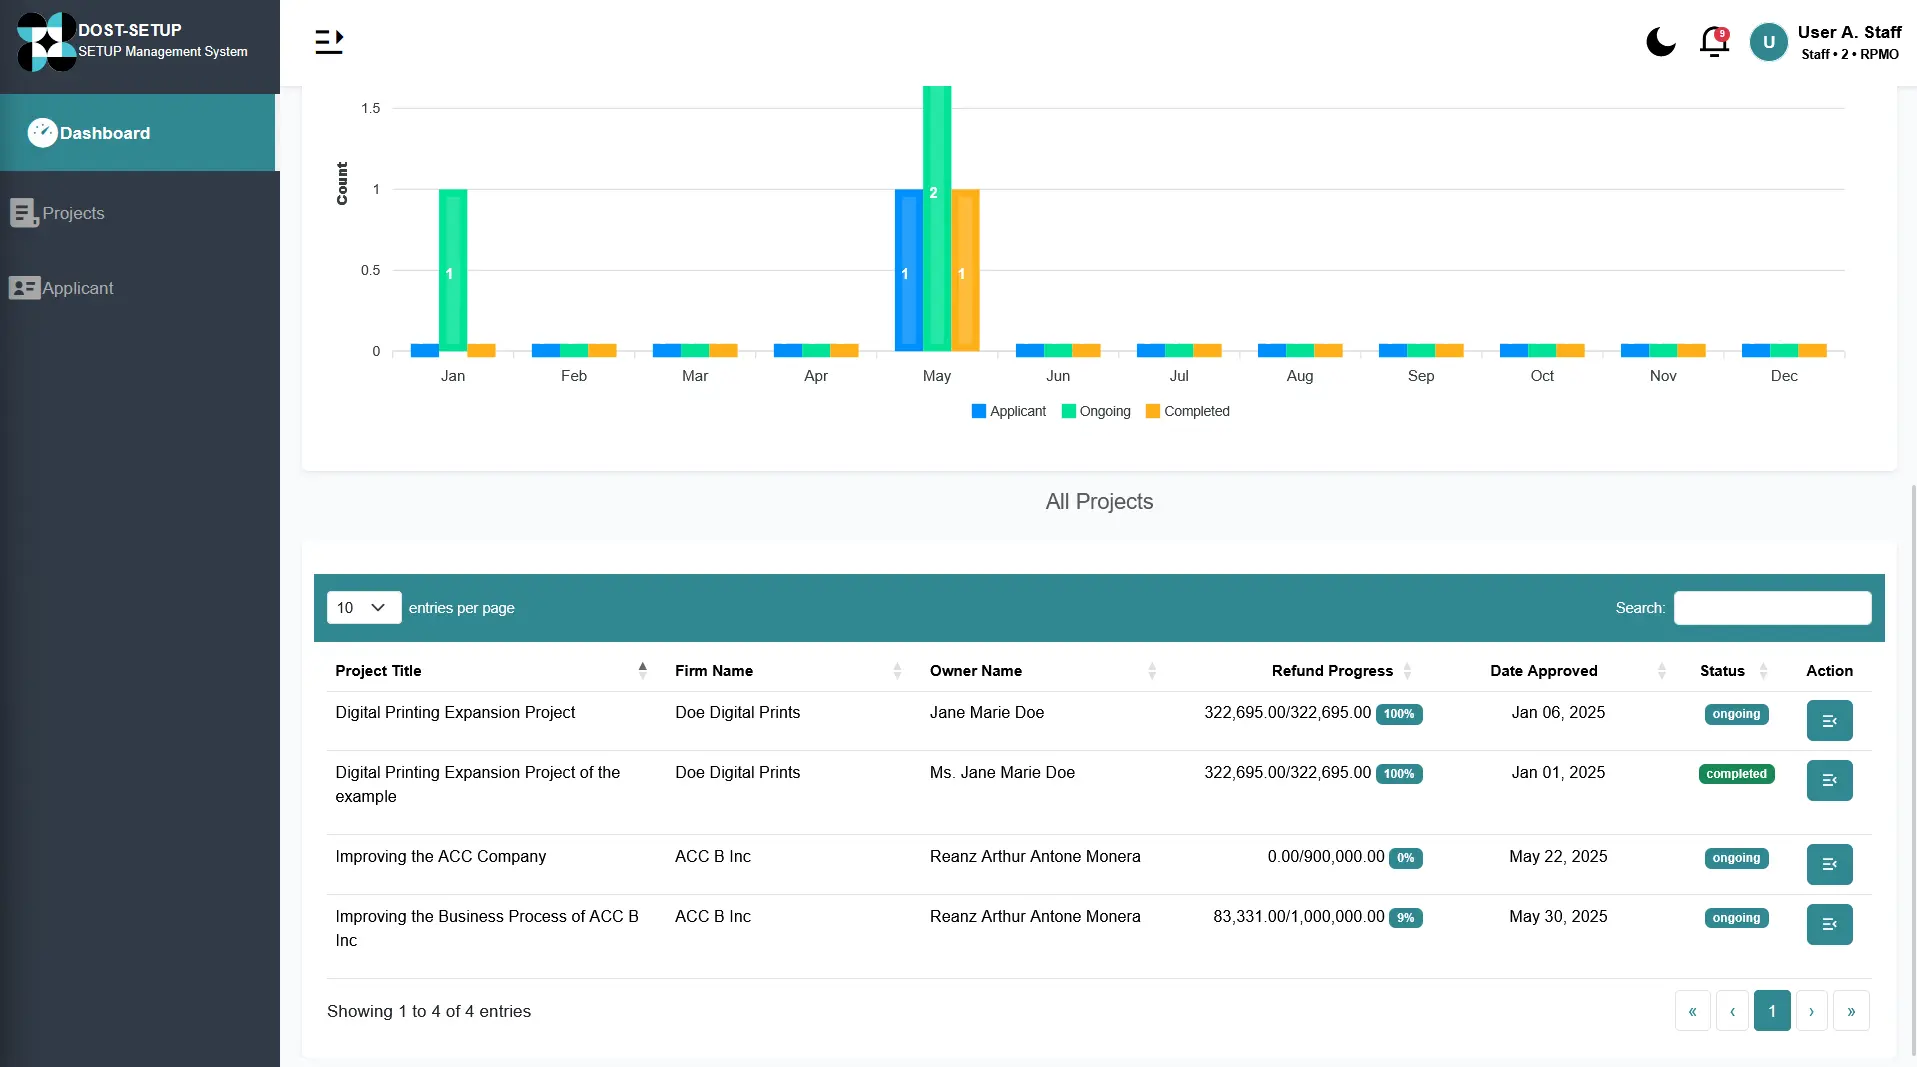 DOST-SETUP
SETUP Management System
9
U
User A. Staff
Staff • 2 • RPMO
Dashboard
Projects
Applicant
Count
1.5
1
0.5
0
1
1
2
1
Jan Feb Mar Apr May Jun Jul Aug Sep Oct Nov Dec
Applicant Ongoing Completed
All Projects
10 entries per page Search:
Project Title Firm Name Owner Name Refund Progress Date Approved Status Action
Digital Printing Expansion Project Doe Digital Prints Jane Marie Doe 322,695.00/322,695.00 100% Jan 06, 2025 ongoing
Digital Printing Expansion Project of the Doe Digital Prints Ms. Jane Marie Doe 322,695.00/322,695.00 100% Jan 01, 2025 completed
example
Improving the ACC Company ACC B Inc Reanz Arthur Antone Monera 0.00/900,000.00 0% May 22, 2025 ongoing
Improving the Business Process of ACC B ACC B Inc Reanz Arthur Antone Monera 83,331.00/1,000,000.00 9% May 30, 2025 ongoing
Inc
Showing 1 to 4 of 4 entries « ‹ 1 › »